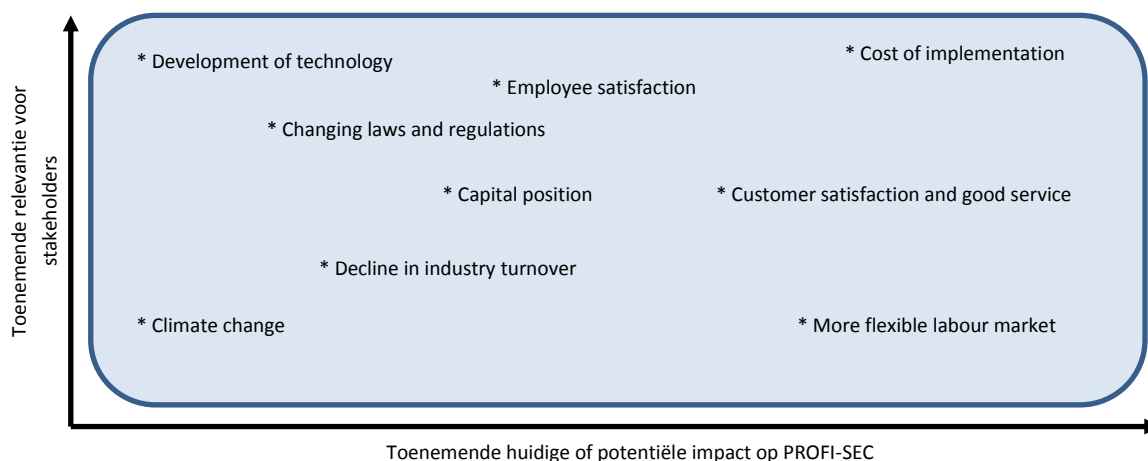 * Cost of implementation
* Development of technology
* Employee satisfaction
* Changing laws and regulations
* Capital position
* Customer satisfaction and good service
* Decline in industry turnover
* Climate change
* More flexible labour market
Toenemende relevantie voor
stakeholders
Toenemende huidige of potentiële impact op PROFI-SEC